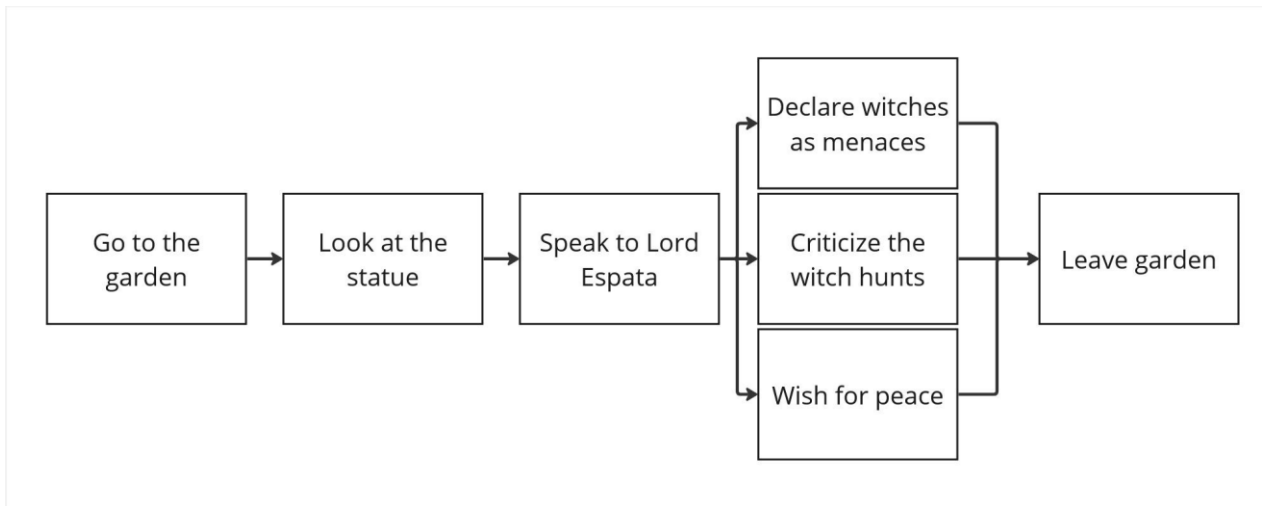 Go to the
garden
Look at the
statue
Speak to Lord
Espata
Declare witches
as menaces
Criticize the
witch hunts
Wish for peace
Leave garden